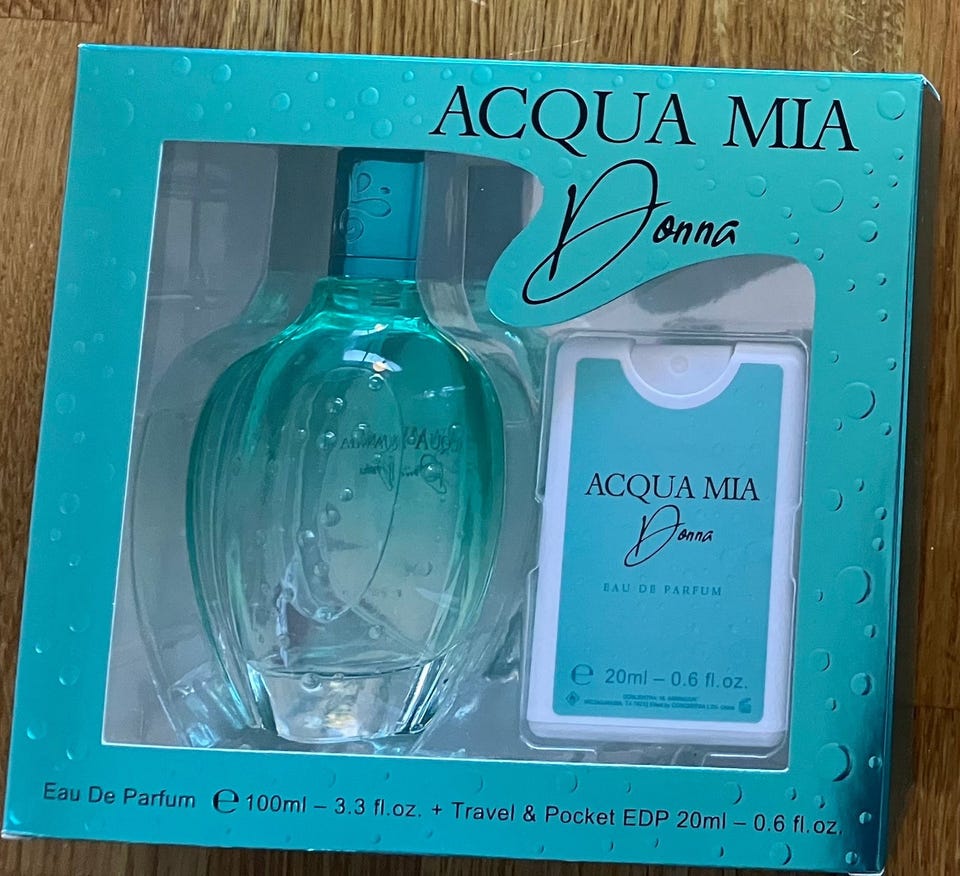 ACQUA MIA
Donna
ACQUA MIA
Donna
EAU DE PARFUM
℮ 20ml – 0.6 fl.oz.
Eau De Parfum ℮ 100ml – 3.3 fl.oz. + Travel & Pocket EDP 20ml – 0.6 fl.oz.